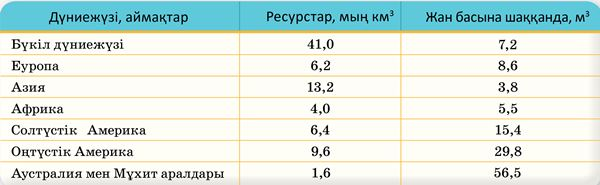 Дүниежүзі, аймақтар Ресурстар, мың км³ Жан басына шаққанда, м³
Бүкіл дүниежүзі 41,0 7,2
Еуропа 6,2 8,6
Азия 13,2 3,8
Африка 4,0 5,5
Солтүстік Америка 6,4 15,4
Оңтүстік Америка 9,6 29,8
Аустралия мен Мұхит аралдары 1,6 56,5